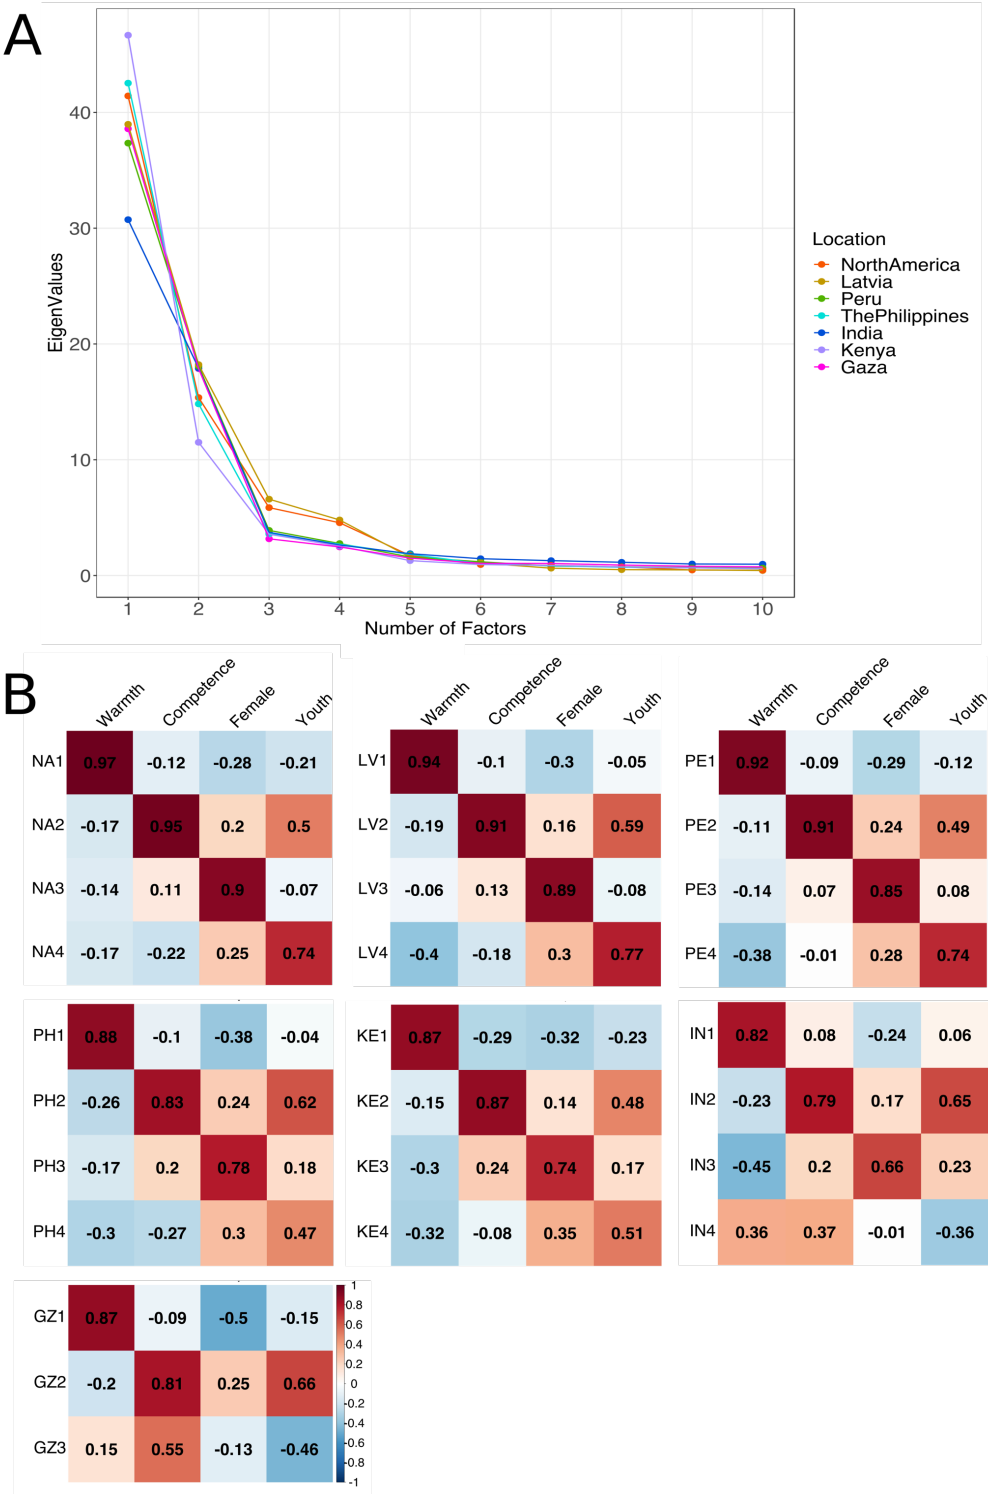 A
EigenValues
40
30
20
10
0
1 2 3 4 5 6 7 8 9 10
Number of Factors
Location
NorthAmerica
Latvia
Peru
ThePhilippines
India
Kenya
Gaza
B
Warmth Competence Female Youth
NA1 0.97 -0.12 -0.28 -0.21
NA2 -0.17 0.95 0.2 0.5
NA3 -0.14 0.11 0.9 -0.07
NA4 -0.17 -0.22 0.25 0.74
Warmth Competence Female Youth
LV1 0.94 -0.1 -0.3 -0.05
LV2 -0.19 0.91 0.16 0.59
LV3 -0.06 0.13 0.89 -0.08
LV4 -0.4 -0.18 0.3 0.77
Warmth Competence Female Youth
PE1 0.92 -0.09 -0.29 -0.12
PE2 -0.11 0.91 0.24 0.49
PE3 -0.14 0.07 0.85 0.08
PE4 -0.38 -0.01 0.28 0.74
PH1 0.88 -0.1 -0.38 -0.04
PH2 -0.26 0.83 0.24 0.62
PH3 -0.17 0.2 0.78 0.18
PH4 -0.3 -0.27 0.3 0.47
KE1 0.87 -0.29 -0.32 -0.23
KE2 -0.15 0.87 0.14 0.48
KE3 -0.3 0.24 0.74 0.17
KE4 -0.32 -0.08 0.35 0.51
IN1 0.82 0.08 -0.24 0.06
IN2 -0.23 0.79 0.17 0.65
IN3 -0.45 0.2 0.66 0.23
IN4 0.36 0.37 -0.01 -0.36
GZ1 0.87 -0.09 -0.5 -0.15
GZ2 -0.2 0.81 0.25 0.66
GZ3 0.15 0.55 -0.13 -0.46
1
0.8
0.6
0.4
0.2
0
-0.2
-0.4
-0.6
-0.8
-1